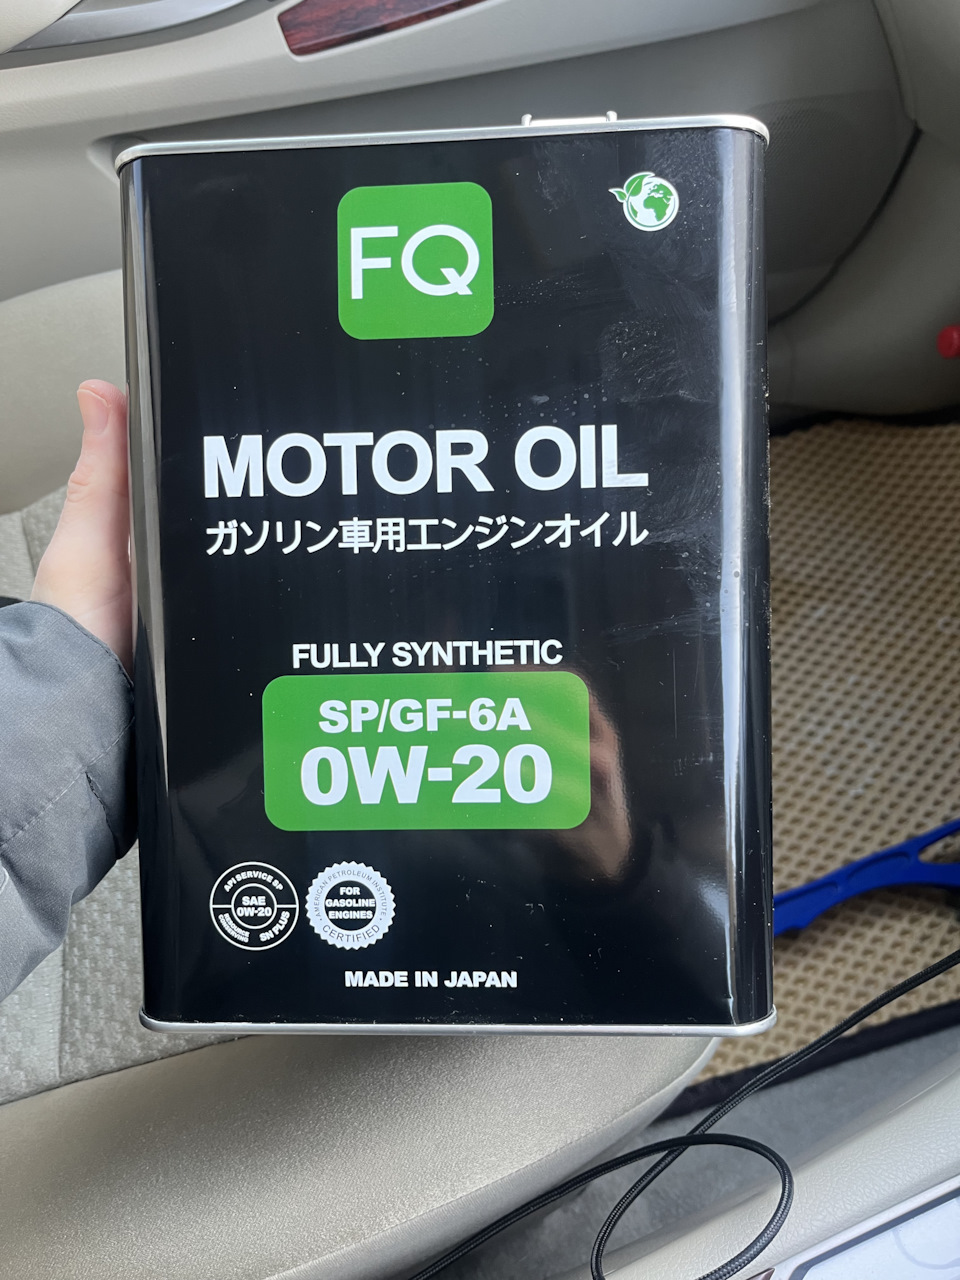 FQ
MOTOR OIL
ガソリン車用エンジンオイル
FULLY SYNTHETIC
SP/GF-6A
0W-20
API SERVICE SP
SAE
0W-20
RESOURCE
CONSERVING
SN PLUS
AMERICAN PETROLEUM INSTITUTE
FOR
GASOLINE
ENGINES
CERTIFIED
MADE IN JAPAN